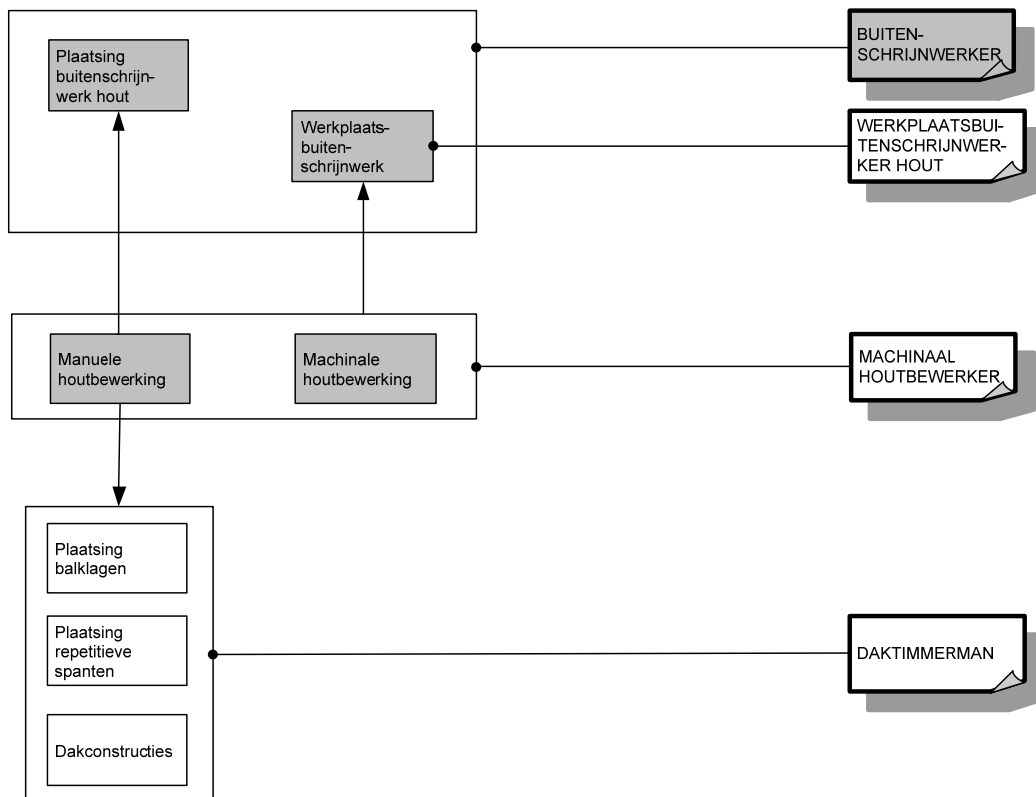 Plaatsing
buitenschrijn-
werk hout
Werkplaats-
buiten-
schrijnwerk
BUITEN-
SCHRIJNWERKER
WERKPLAATSBUI-
TENSCHRIJNWER-
KER HOUT
Manuele
houtbewerking
Machinale
houtbewerking
MACHINAAL
HOUTBEWERKER
Plaatsing
balklagen
Plaatsing
repetitieve
spanten
Dakconstructies
DAKTIMMERMAN